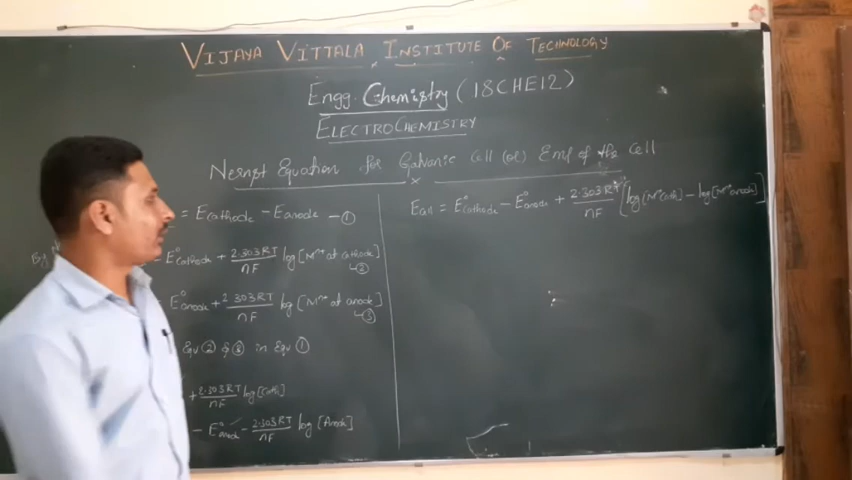 VIJAYA VITTALA INSTITUTE OF TECHNOLOGY
Engg. Chemistry (18CHE12)
ELECTROCHEMISTRY
Nernst Equation for Galvanic Cell (or) Emf of the Cell
= Ecathode - Eanode —①
By
= E°cathode + 2.303RT/nF log[Mⁿ⁺ at cathode] ↳②
E°anode + 2.303RT/nF log[Mⁿ⁺ at anode] ↳③
Equ ② & ③ in Equ ①
+ 2.303RT/nF log[Cath]
- E°anode - 2.303RT/nF log[Anode]
Ecell = E°cathode - E°anode + 2.303RT/nF [log[Mⁿ⁺ Cath] - log[Mⁿ⁺ anode]]